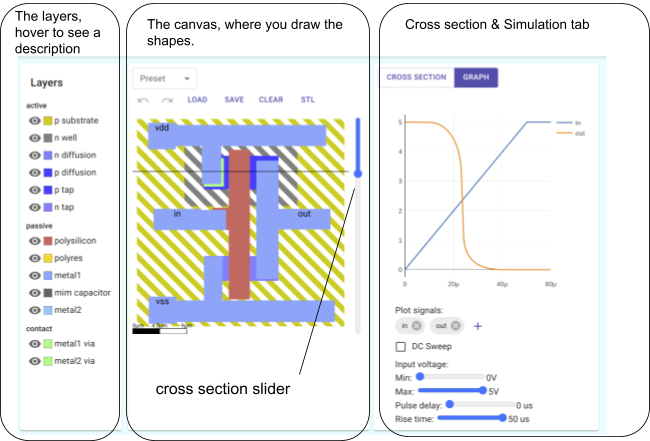 The layers,
hover to see a
description
The canvas, where you draw the
shapes.
Cross section & Simulation tab
Layers
active
p substrate
n well
n diffusion
p diffusion
p tap
n tap
passive
polysilicon
polyres
metal1
mim capacitor
metal2
contact
metal1 via
metal2 via
Preset
LOAD SAVE CLEAR STL
vdd
in out
vss
0µm 4.5µm 9µm
cross section slider
CROSS SECTION GRAPH
5
4
3
2
1
0
0 20µ 40µ 60µ
in
out
Plot signals:
in out +
DC Sweep
Input voltage:
Min: 0V
Max: 5V
Pulse delay: 0 us
Rise time: 50 us